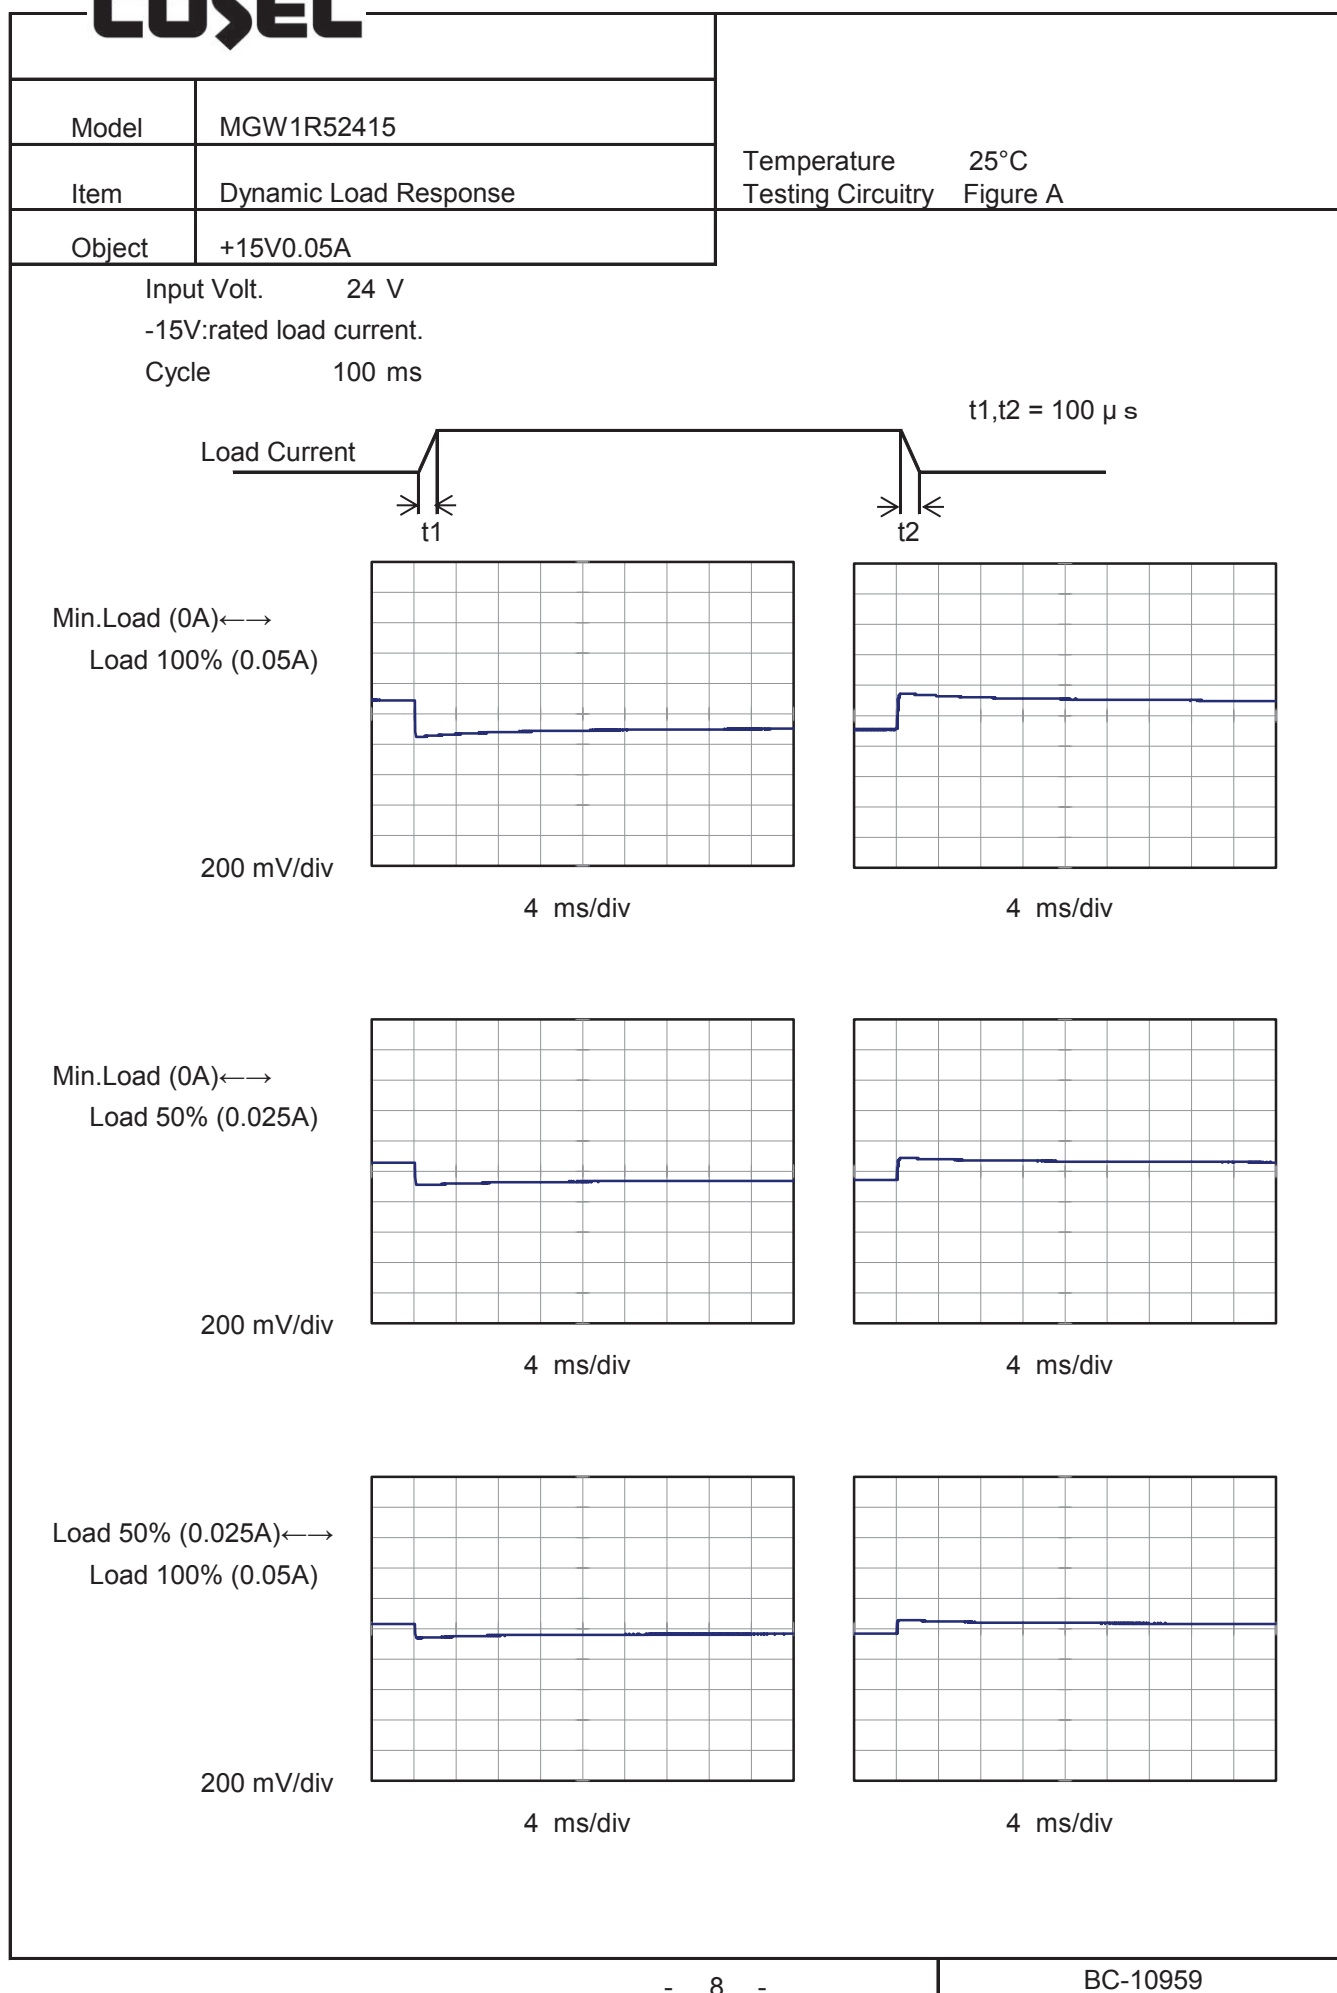 COSEL
Model MGW1R52415
Item Dynamic Load Response
Temperature 25°C
Testing Circuitry Figure A
Object +15V0.05A
Input Volt. 24 V
-15V:rated load current.
Cycle 100 ms
t1,t2 = 100 μ s
Load Current
t1 t2
Min.Load (0A)←→
Load 100% (0.05A)
200 mV/div
4 ms/div 4 ms/div
Min.Load (0A)←→
Load 50% (0.025A)
200 mV/div
4 ms/div 4 ms/div
Load 50% (0.025A)←→
Load 100% (0.05A)
200 mV/div
4 ms/div 4 ms/div
- 8 -
BC-10959